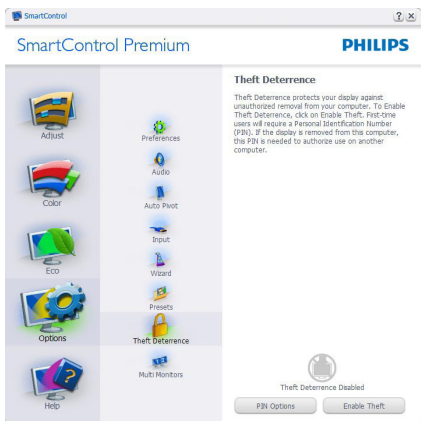 SmartControl
? x
SmartControl Premium
PHILIPS
Adjust
Color
Eco
Options
Help
Preferences
Audio
Auto Pivot
Input
Wizard
Presets
Theft Deterrence
Multi Monitors
Theft Deterrence
Theft Deterrence protects your display against
unauthorized removal from your computer. To Enable
Theft Deterrence, click on Enable Theft. First-time
users will require a Personal Identification Number
(PIN). If the display is removed from this computer,
this PIN is needed to authorize use on another
computer.
Theft Deterrence Disabled
PIN Options
Enable Theft